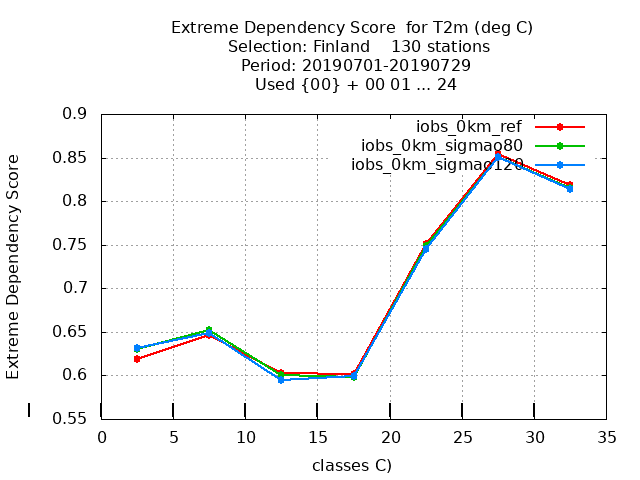 Extreme Dependency Score for T2m (deg C)
Selection: Finland 130 stations
Period: 20190701-20190729
Used {00} + 00 01 ... 24
Extreme Dependency Score
0.9
0.85
0.8
0.75
0.7
0.65
0.6
0.55
iobs_0km_ref
iobs_0km_sigmao80
iobs_0km_sigmao120
0 5 10 15 20 25 30 35
classes C)